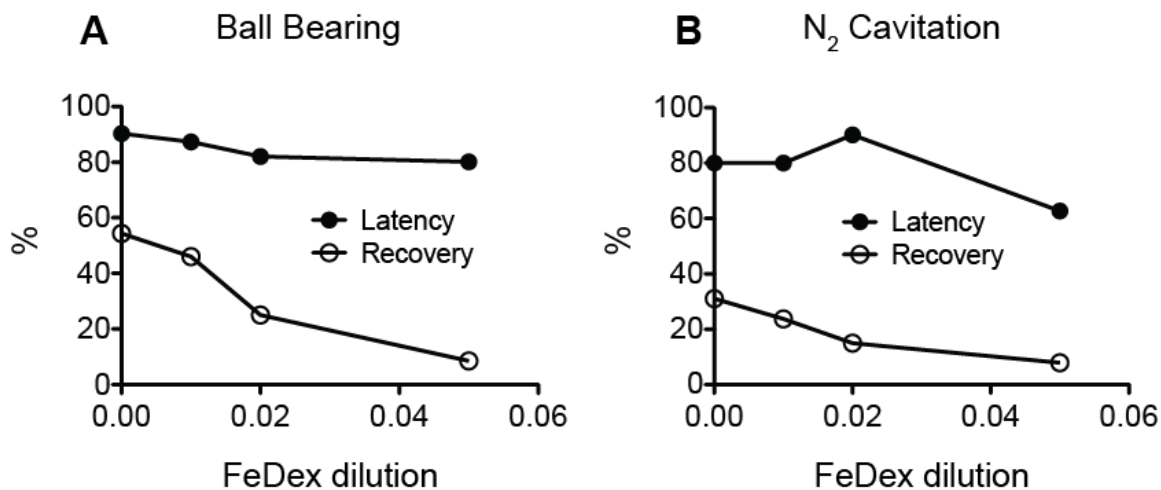 A Ball Bearing
100
80
60
40
20
0
%
Latency
Recovery
0.00 0.02 0.04 0.06
FeDex dilution
B N₂ Cavitation
100
80
60
40
20
0
%
Latency
Recovery
0.00 0.02 0.04 0.06
FeDex dilution